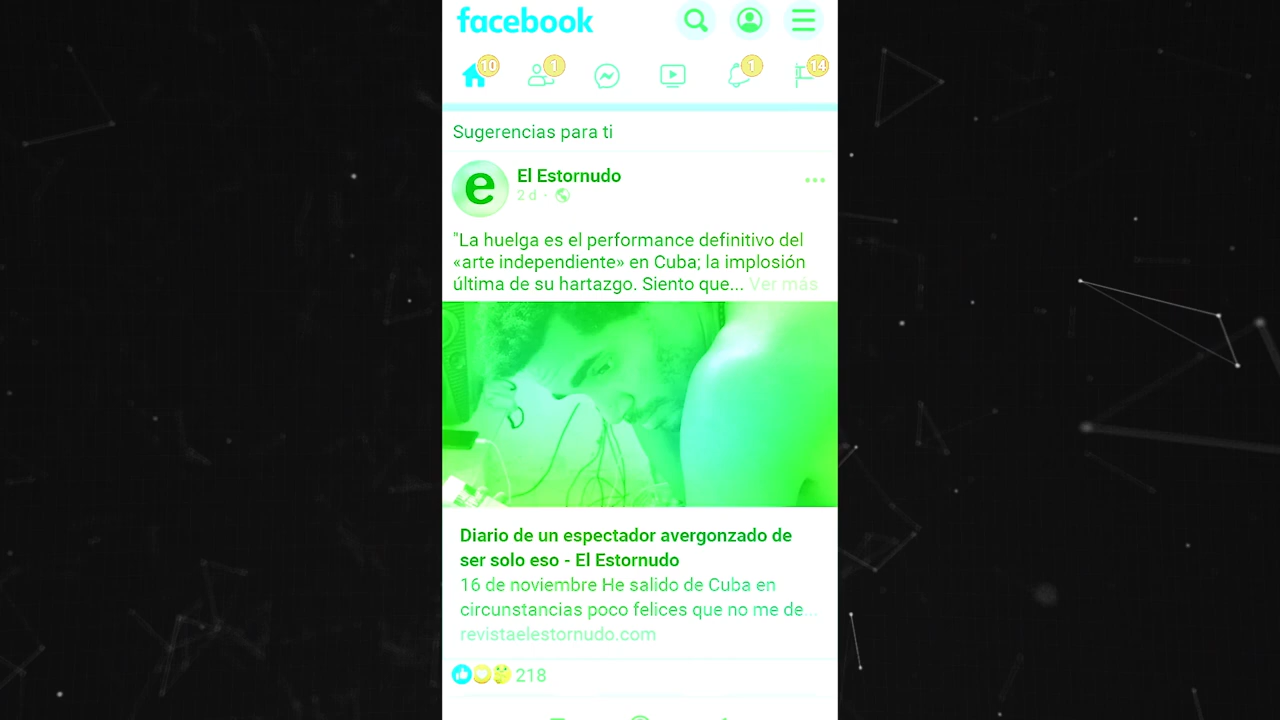 facebook
10
1
1
14
Sugerencias para ti
e
El Estornudo
2 d ·
"La huelga es el performance definitivo del
«arte independiente» en Cuba; la implosión
última de su hartazgo. Siento que... Ver más
Diario de un espectador avergonzado de
ser solo eso - El Estornudo
16 de noviembre He salido de Cuba en
circunstancias poco felices que no me de...
revistaelestornudo.com
218